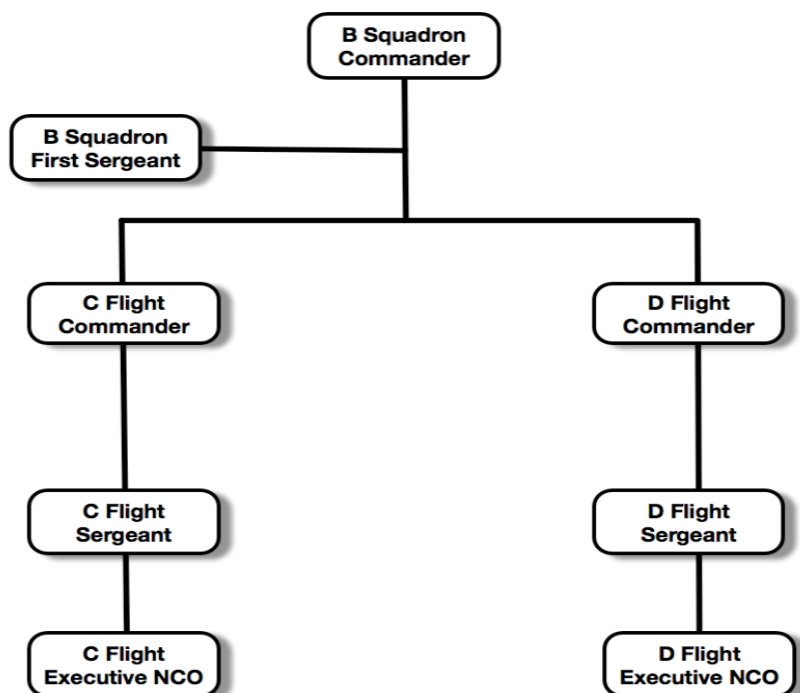 B Squadron
Commander
B Squadron
First Sergeant
C Flight
Commander
D Flight
Commander
C Flight
Sergeant
D Flight
Sergeant
C Flight
Executive NCO
D Flight
Executive NCO